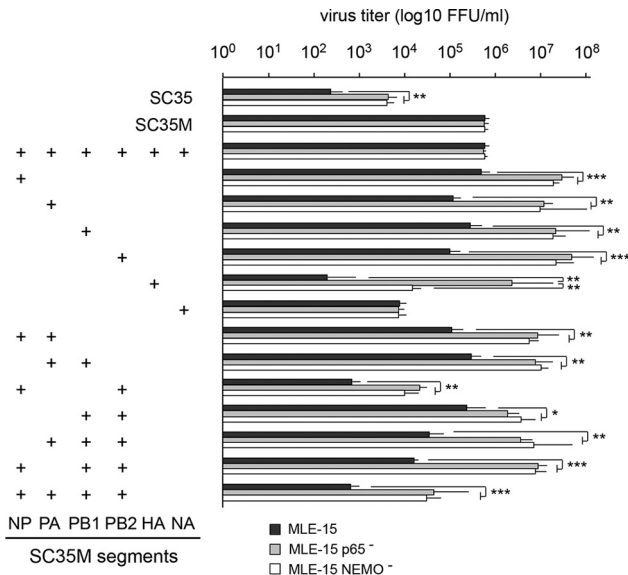 virus titer (log10 FFU/ml)
10⁰ 10¹ 10² 10³ 10⁴ 10⁵ 10⁶ 10⁷ 10⁸
SC35 **
SC35M
+ + + + + +
+ ***
+ **
+ **
+ ***
+ **
**
+
+ + **
+ + **
+ + **
+ + *
+ + + **
+ + + ***
+ + + + ***
NP PA PB1 PB2 HA NA
SC35M segments
MLE-15
MLE-15 p65⁻
MLE-15 NEMO⁻